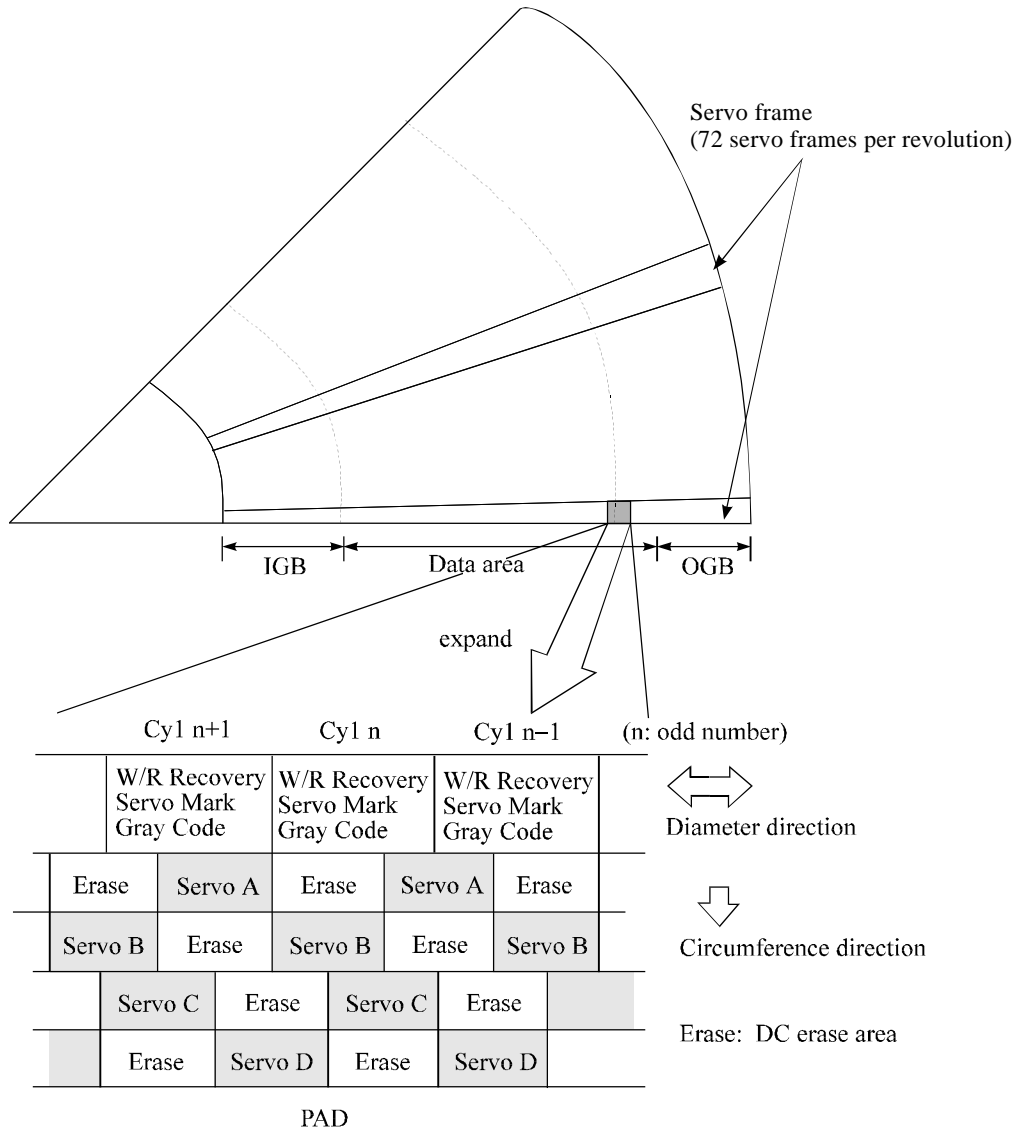 Servo frame
(72 servo frames per revolution)
IGB
Data area
OGB
expand
Cy1 n+1
Cy1 n
Cy1 n–1
(n: odd number)
W/R Recovery
Servo Mark
Gray Code
W/R Recovery
Servo Mark
Gray Code
W/R Recovery
Servo Mark
Gray Code
Diameter direction
Erase
Servo A
Erase
Servo A
Erase
Servo B
Erase
Servo B
Erase
Servo B
Circumference direction
Servo C
Erase
Servo C
Erase
Erase: DC erase area
Erase
Servo D
Erase
Servo D
PAD